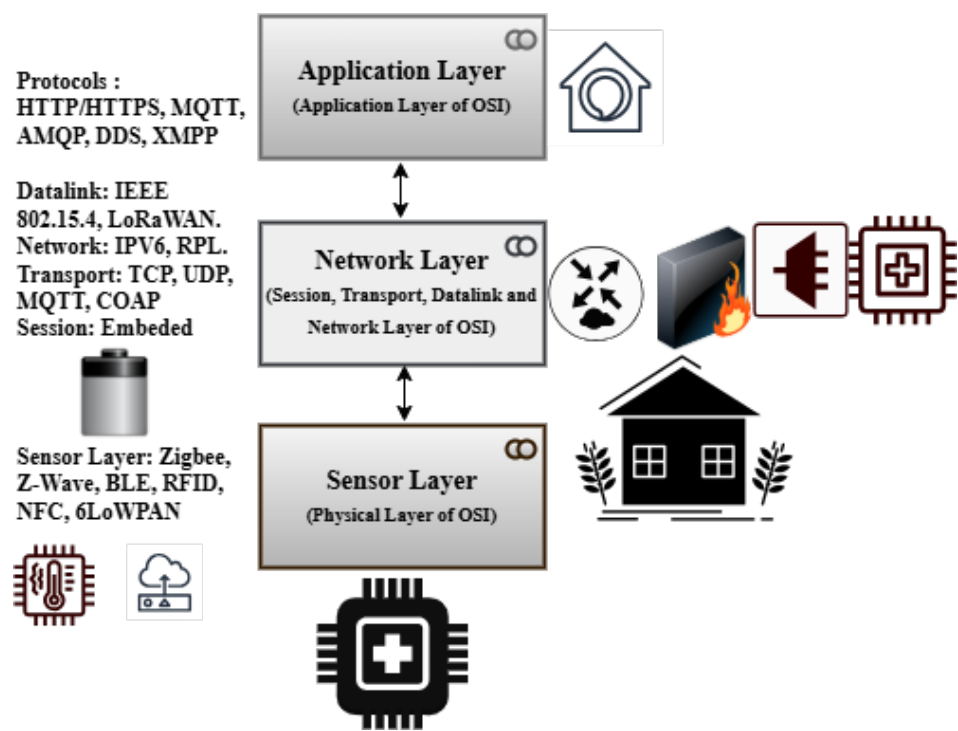 Application Layer
(Application Layer of OSI)
Protocols :
HTTP/HTTPS, MQTT,
AMQP, DDS, XMPP
Datalink: IEEE
802.15.4, LoRaWAN.
Network: IPV6, RPL.
Transport: TCP, UDP,
MQTT, COAP
Session: Embeded
Network Layer
(Session, Transport, Datalink and
Network Layer of OSI)
Sensor Layer: Zigbee,
Z-Wave, BLE, RFID,
NFC, 6LoWPAN
Sensor Layer
(Physical Layer of OSI)